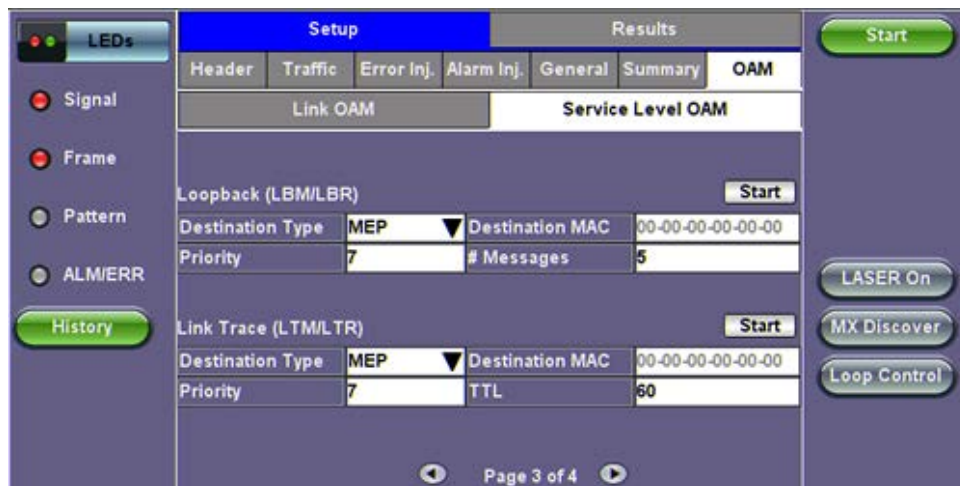 LEDs
Setup
Results
Start
Header
Traffic
Error Inj.
Alarm Inj.
General
Summary
OAM
Signal
Link OAM
Service Level OAM
Frame
Loopback (LBM/LBR)
Start
Pattern
Destination Type
MEP
Destination MAC
00-00-00-00-00-00
Priority
7
# Messages
5
ALM/ERR
LASER On
History
Link Trace (LTM/LTR)
Start
MX Discover
Destination Type
MEP
Destination MAC
00-00-00-00-00-00
Loop Control
Priority
7
TTL
60
Page 3 of 4